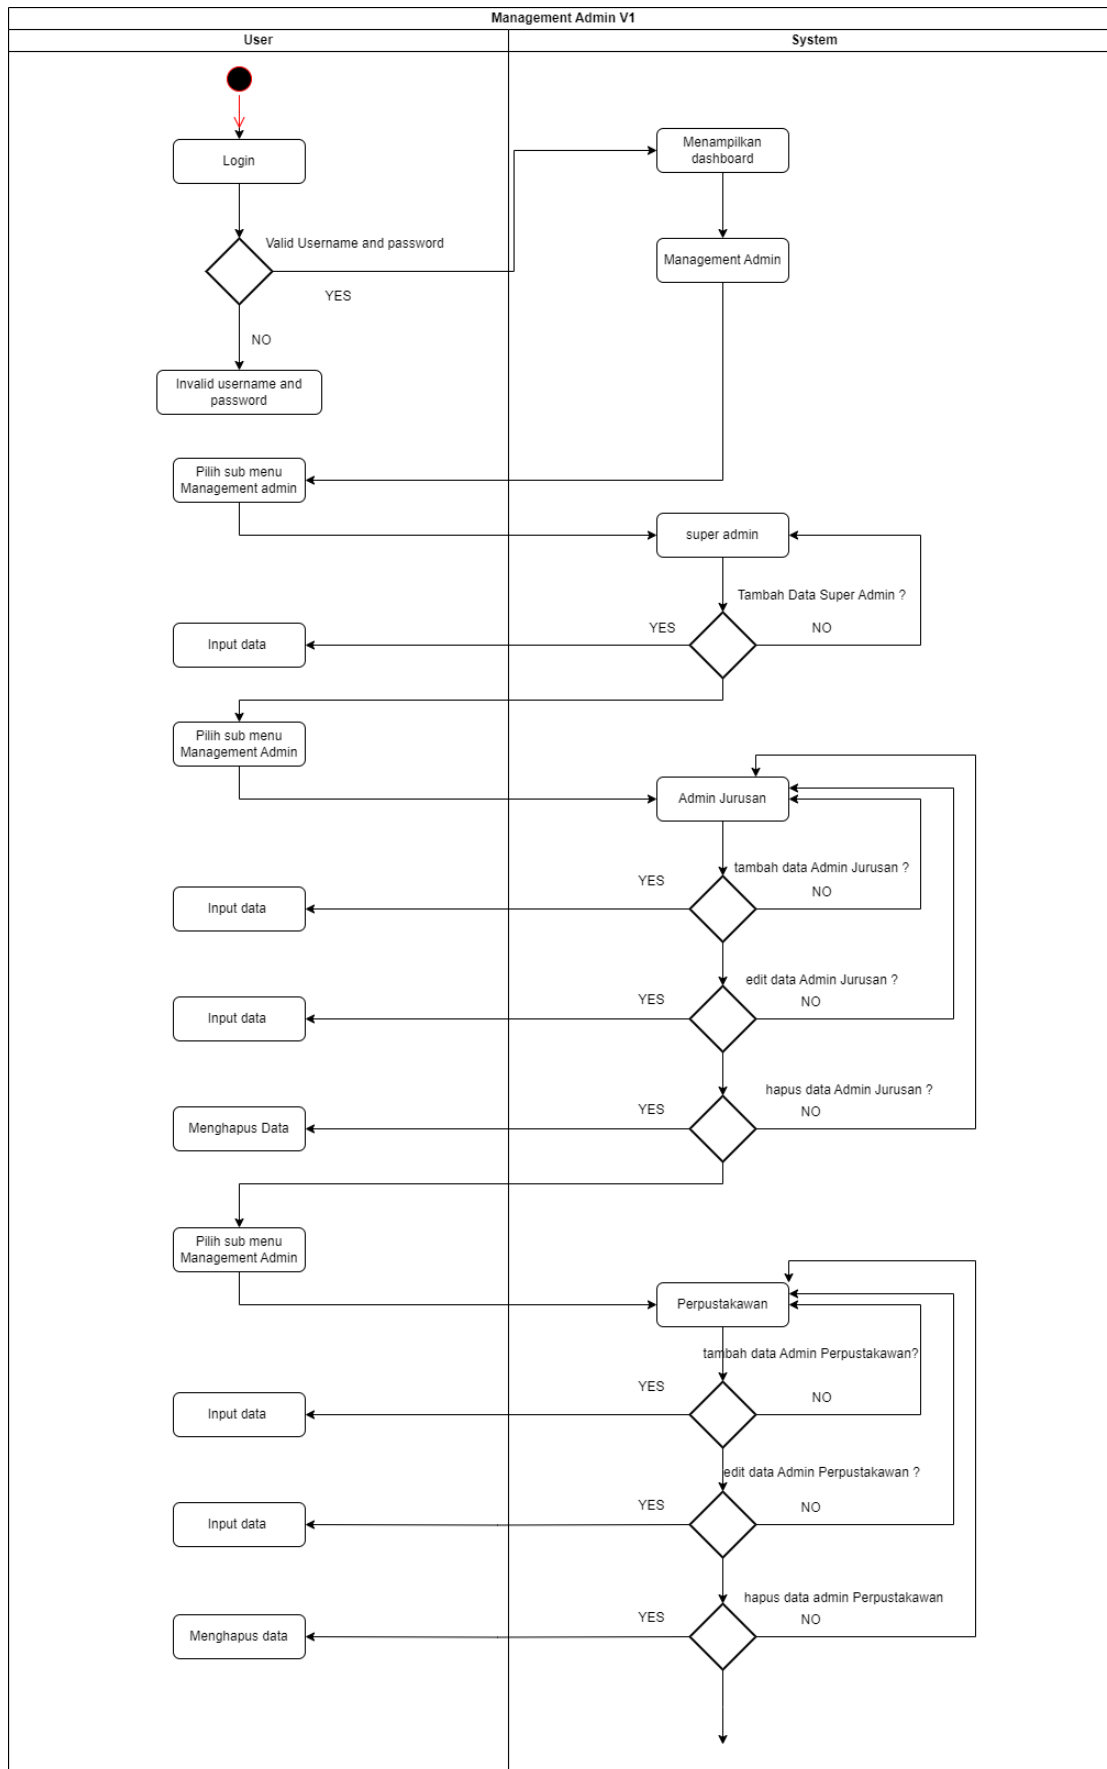 Management Admin V1
User
System
Login
Menampilkan
dashboard
Valid Username and password
Management Admin
YES
NO
Invalid username and
password
Pilih sub menu
Management admin
super admin
Tambah Data Super Admin ?
YES
NO
Input data
Pilih sub menu
Management Admin
Admin Jurusan
tambah data Admin Jurusan ?
YES
NO
Input data
edit data Admin Jurusan ?
YES
NO
Input data
hapus data Admin Jurusan ?
YES
NO
Menghapus Data
Pilih sub menu
Management Admin
Perpustakawan
tambah data Admin Perpustakawan?
YES
NO
Input data
edit data Admin Perpustakawan ?
YES
NO
Input data
hapus data admin Perpustakawan
YES
NO
Menghapus data